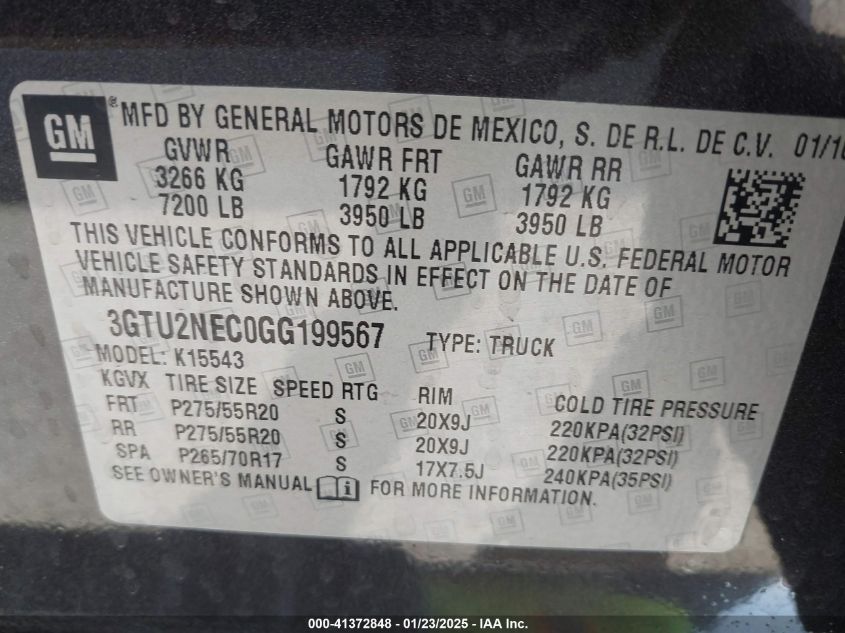 GM
® MFD BY GENERAL MOTORS DE MEXICO, S. DE R.L. DE C.V. 01/16
GVWR GAWR FRT GAWR RR
3266 KG 1792 KG 1792 KG
7200 LB 3950 LB 3950 LB
THIS VEHICLE CONFORMS TO ALL APPLICABLE U.S. FEDERAL MOTOR
VEHICLE SAFETY STANDARDS IN EFFECT ON THE DATE OF
MANUFACTURE SHOWN ABOVE.
3GTU2NEC0GG199567 TYPE: TRUCK
MODEL: K15543
KGVX TIRE SIZE SPEED RTG RIM COLD TIRE PRESSURE
FRT P275/55R20 S 20X9J 220KPA(32PSI)
RR P275/55R20 S 20X9J 220KPA(32PSI)
SPA P265/70R17 S 17X7.5J 240KPA(35PSI)
SEE OWNER'S MANUAL i FOR MORE INFORMATION.
000-41372848 - 01/23/2025 - IAA Inc.